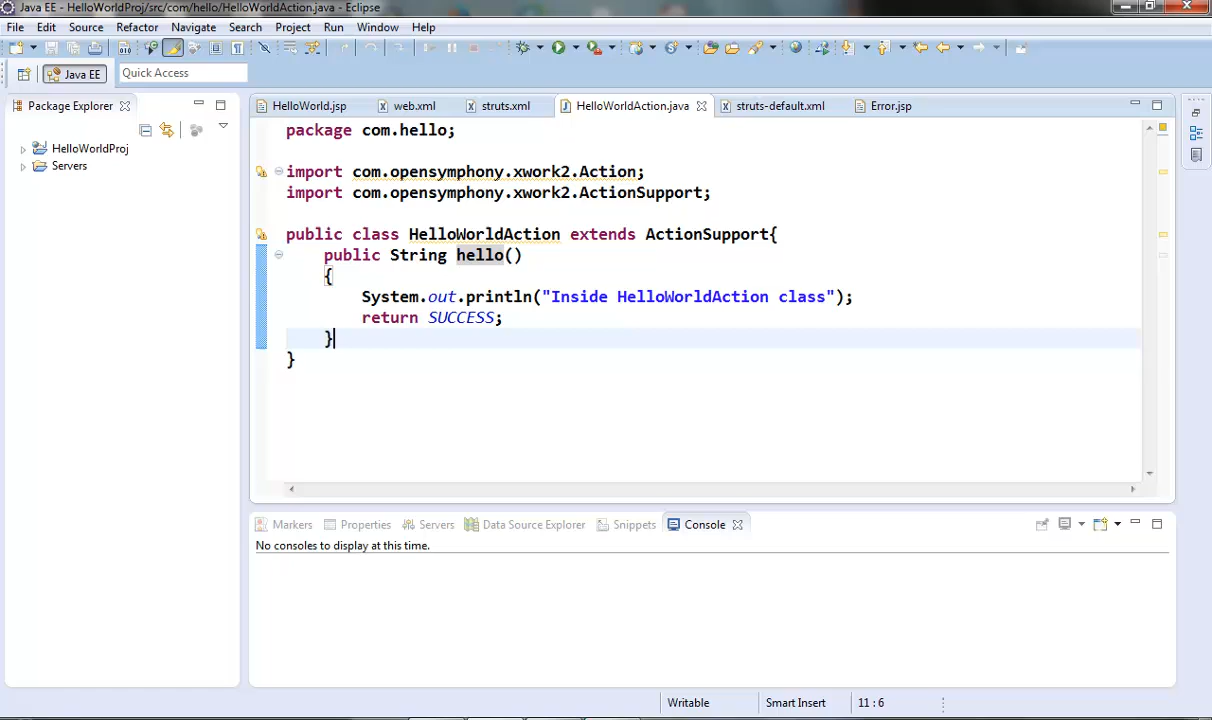 Java EE - HelloWorldProj/src/com/hello/HelloWorldAction.java - Eclipse
File Edit Source Refactor Navigate Search Project Run Window Help
Java EE Quick Access
Package Explorer
HelloWorldProj
Servers
HelloWorld.jsp web.xml struts.xml HelloWorldAction.java struts-default.xml Error.jsp
package com.hello;
import com.opensymphony.xwork2.Action;
import com.opensymphony.xwork2.ActionSupport;
public class HelloWorldAction extends ActionSupport{
public String hello()
{
System.out.println("Inside HelloWorldAction class");
return SUCCESS;
}
}
Markers Properties Servers Data Source Explorer Snippets Console
No consoles to display at this time.
Writable Smart Insert 11 : 6